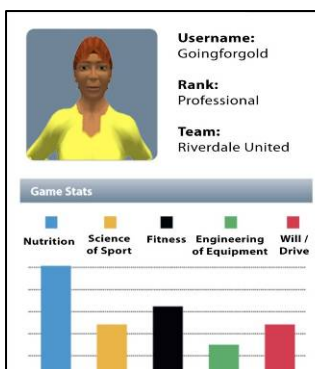 Username:
Goingforgold
Rank:
Professional
Team:
Riverdale United
Game Stats
Nutrition
Science
of Sport
Fitness
Engineering
of Equipment
Will /
Drive